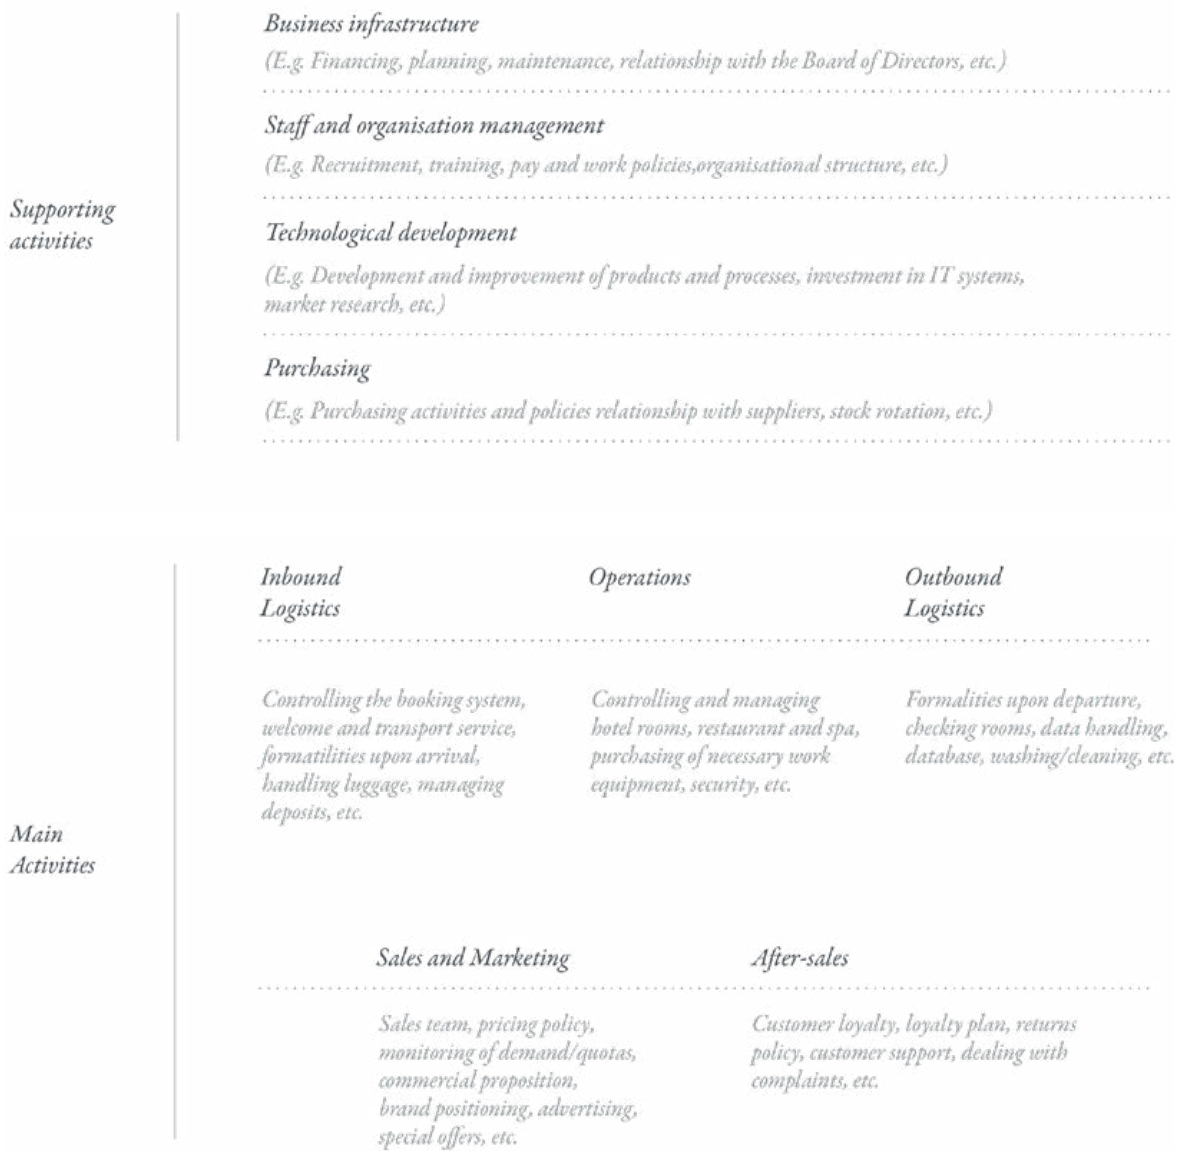 Business infrastructure
(E.g. Financing, planning, maintenance, relationship with the Board of Directors, etc.)
Staff and organisation management
(E.g. Recruitment, training, pay and work policies,organisational structure, etc.)
Supporting
activities
Technological development
(E.g. Development and improvement of products and processes, investment in IT systems,
market research, etc.)
Purchasing
(E.g. Purchasing activities and policies relationship with suppliers, stock rotation, etc.)
Main
Activities
Inbound
Logistics
Controlling the booking system,
welcome and transport service,
formatilities upon arrival,
handling luggage, managing
deposits, etc.
Operations
Controlling and managing
hotel rooms, restaurant and spa,
purchasing of necessary work
equipment, security, etc.
Outbound
Logistics
Formalities upon departure,
checking rooms, data handling,
database, washing/cleaning, etc.
Sales and Marketing
Sales team, pricing policy,
monitoring of demand/quotas,
commercial proposition,
brand positioning, advertising,
special offers, etc.
After-sales
Customer loyalty, loyalty plan, returns
policy, customer support, dealing with
complaints, etc.